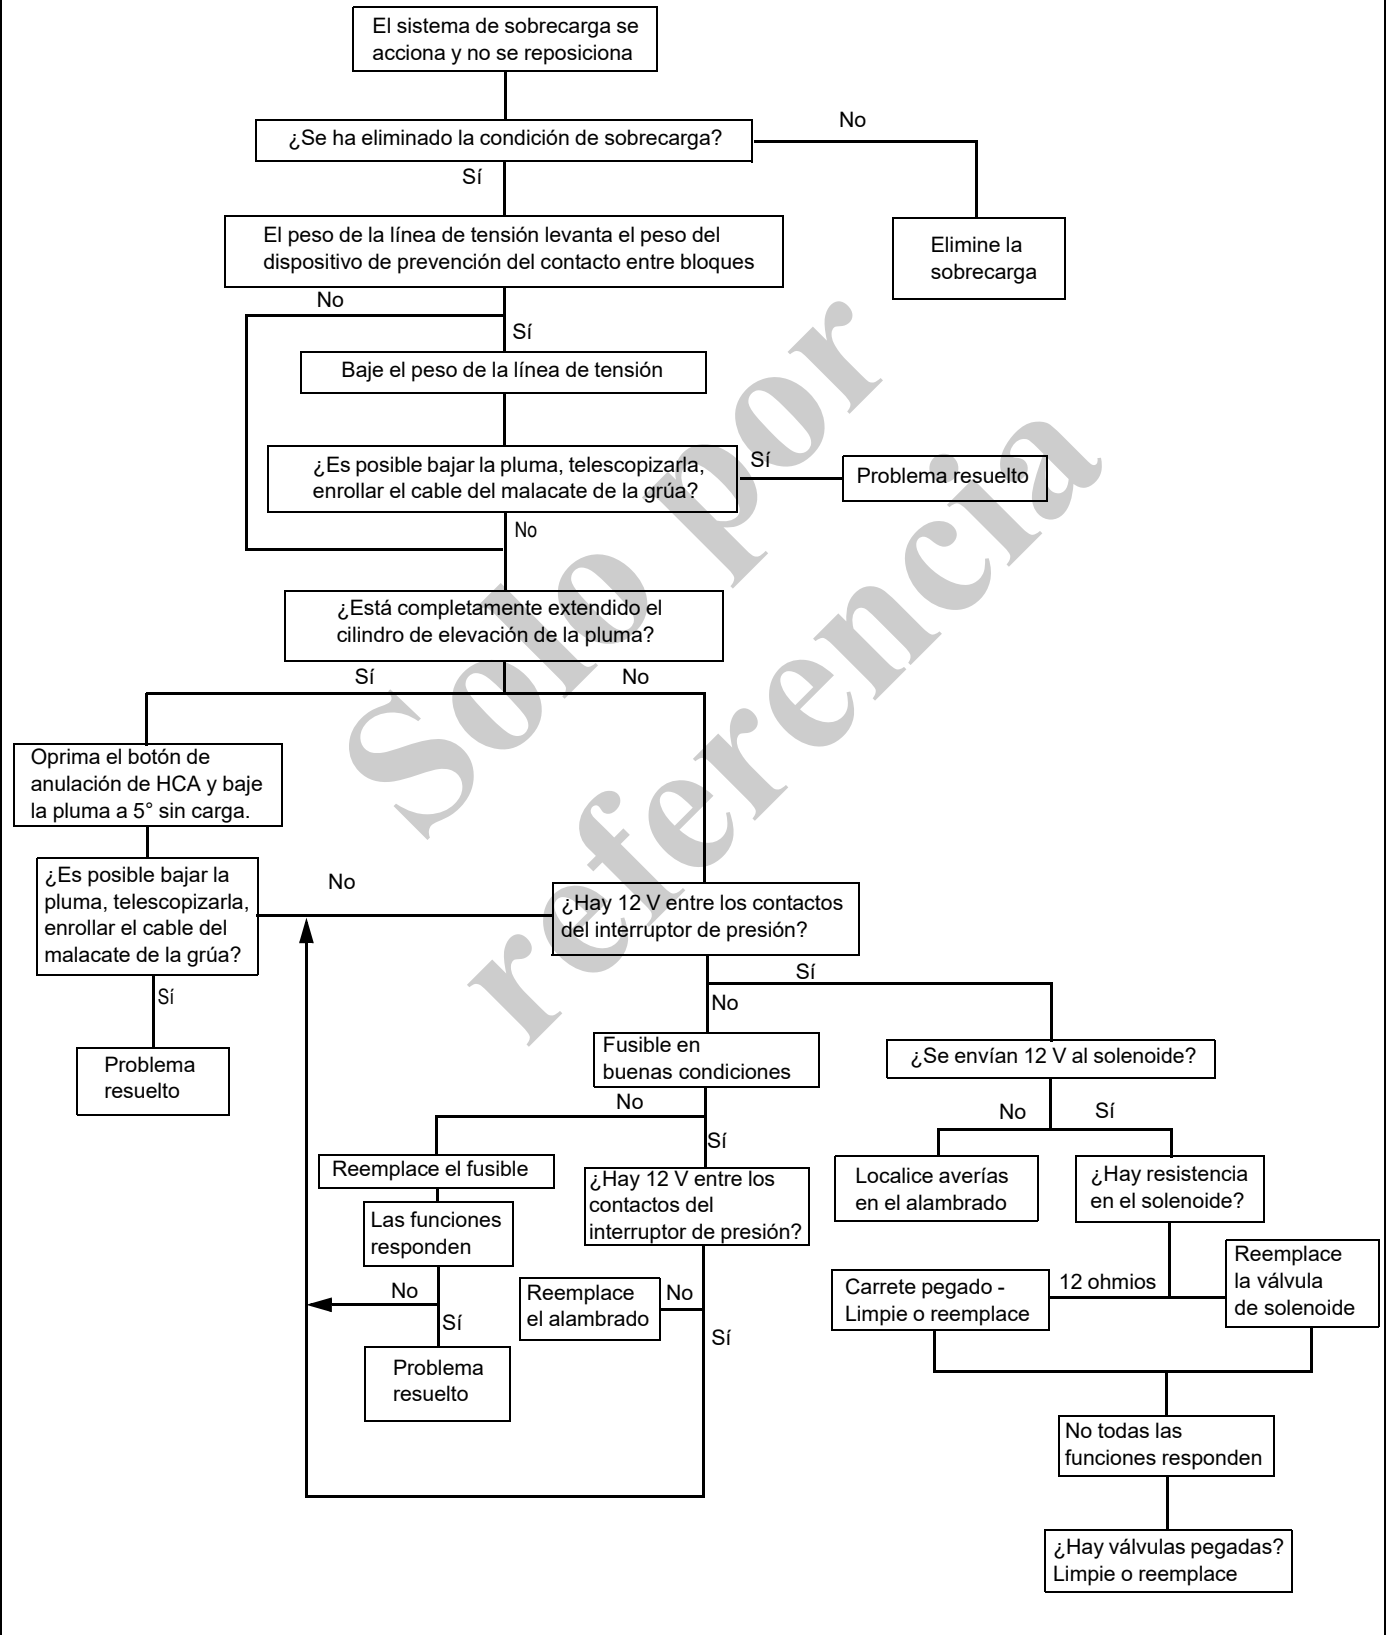 El sistema de sobrecarga se
acciona y no se reposiciona
¿Se ha eliminado la condición de sobrecarga?
No
Sí
El peso de la línea de tensión levanta el peso del
dispositivo de prevención del contacto entre bloques
Elimine la
sobrecarga
No
Sí
Baje el peso de la línea de tensión
¿Es posible bajar la pluma, telescopizarla,
enrollar el cable del malacate de la grúa?
Sí
Problema resuelto
No
¿Está completamente extendido el
cilindro de elevación de la pluma?
Sí
No
Oprima el botón de
anulación de HCA y baje
la pluma a 5° sin carga.
¿Es posible bajar la
pluma, telescopizarla,
enrollar el cable del
malacate de la grúa?
No
¿Hay 12 V entre los contactos
del interruptor de presión?
Sí
Sí
No
Problema
resuelto
Fusible en
buenas condiciones
¿Se envían 12 V al solenoide?
No
Sí
No
Sí
Reemplace el fusible
¿Hay 12 V entre los
contactos del
interruptor de presión?
Localice averías
en el alambrado
¿Hay resistencia
en el solenoide?
Las funciones
responden
No
Sí
Reemplace
el alambrado
No
Sí
Carrete pegado -
Limpie o reemplace
12 ohmios
Reemplace
la válvula
de solenoide
Problema
resuelto
No todas las
funciones responden
¿Hay válvulas pegadas?
Limpie o reemplace
Solo por
referencia